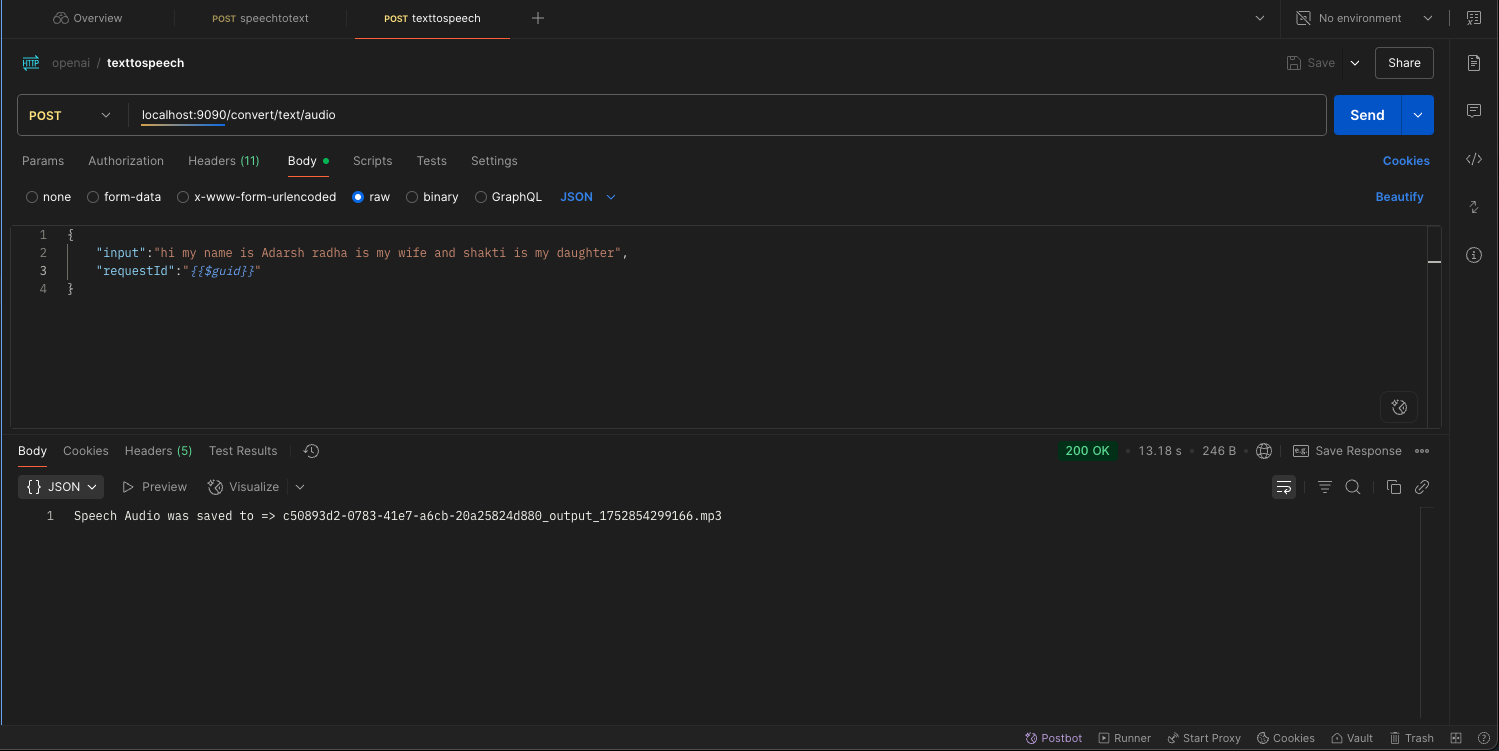 Overview
POST speechtotext
POST texttospeech
No environment
HTTP openai / texttospeech
Save
Share
POST
localhost:9090/convert/text/audio
Send
Params Authorization Headers (11) Body Scripts Tests Settings
Cookies
none form-data x-www-form-urlencoded raw binary GraphQL JSON
Beautify
1 {
2 "input":"hi my name is Adarsh radha is my wife and shakti is my daughter",
3 "requestId":"{{$guid}}"
4 }
Body Cookies Headers (5) Test Results
200 OK • 13.18 s • 246 B • e.g. Save Response
{} JSON Preview Visualize
1 Speech Audio was saved to => c50893d2-0783-41e7-a6cb-20a25824d880_output_1752854299166.mp3
Postbot Runner Start Proxy Cookies Vault Trash